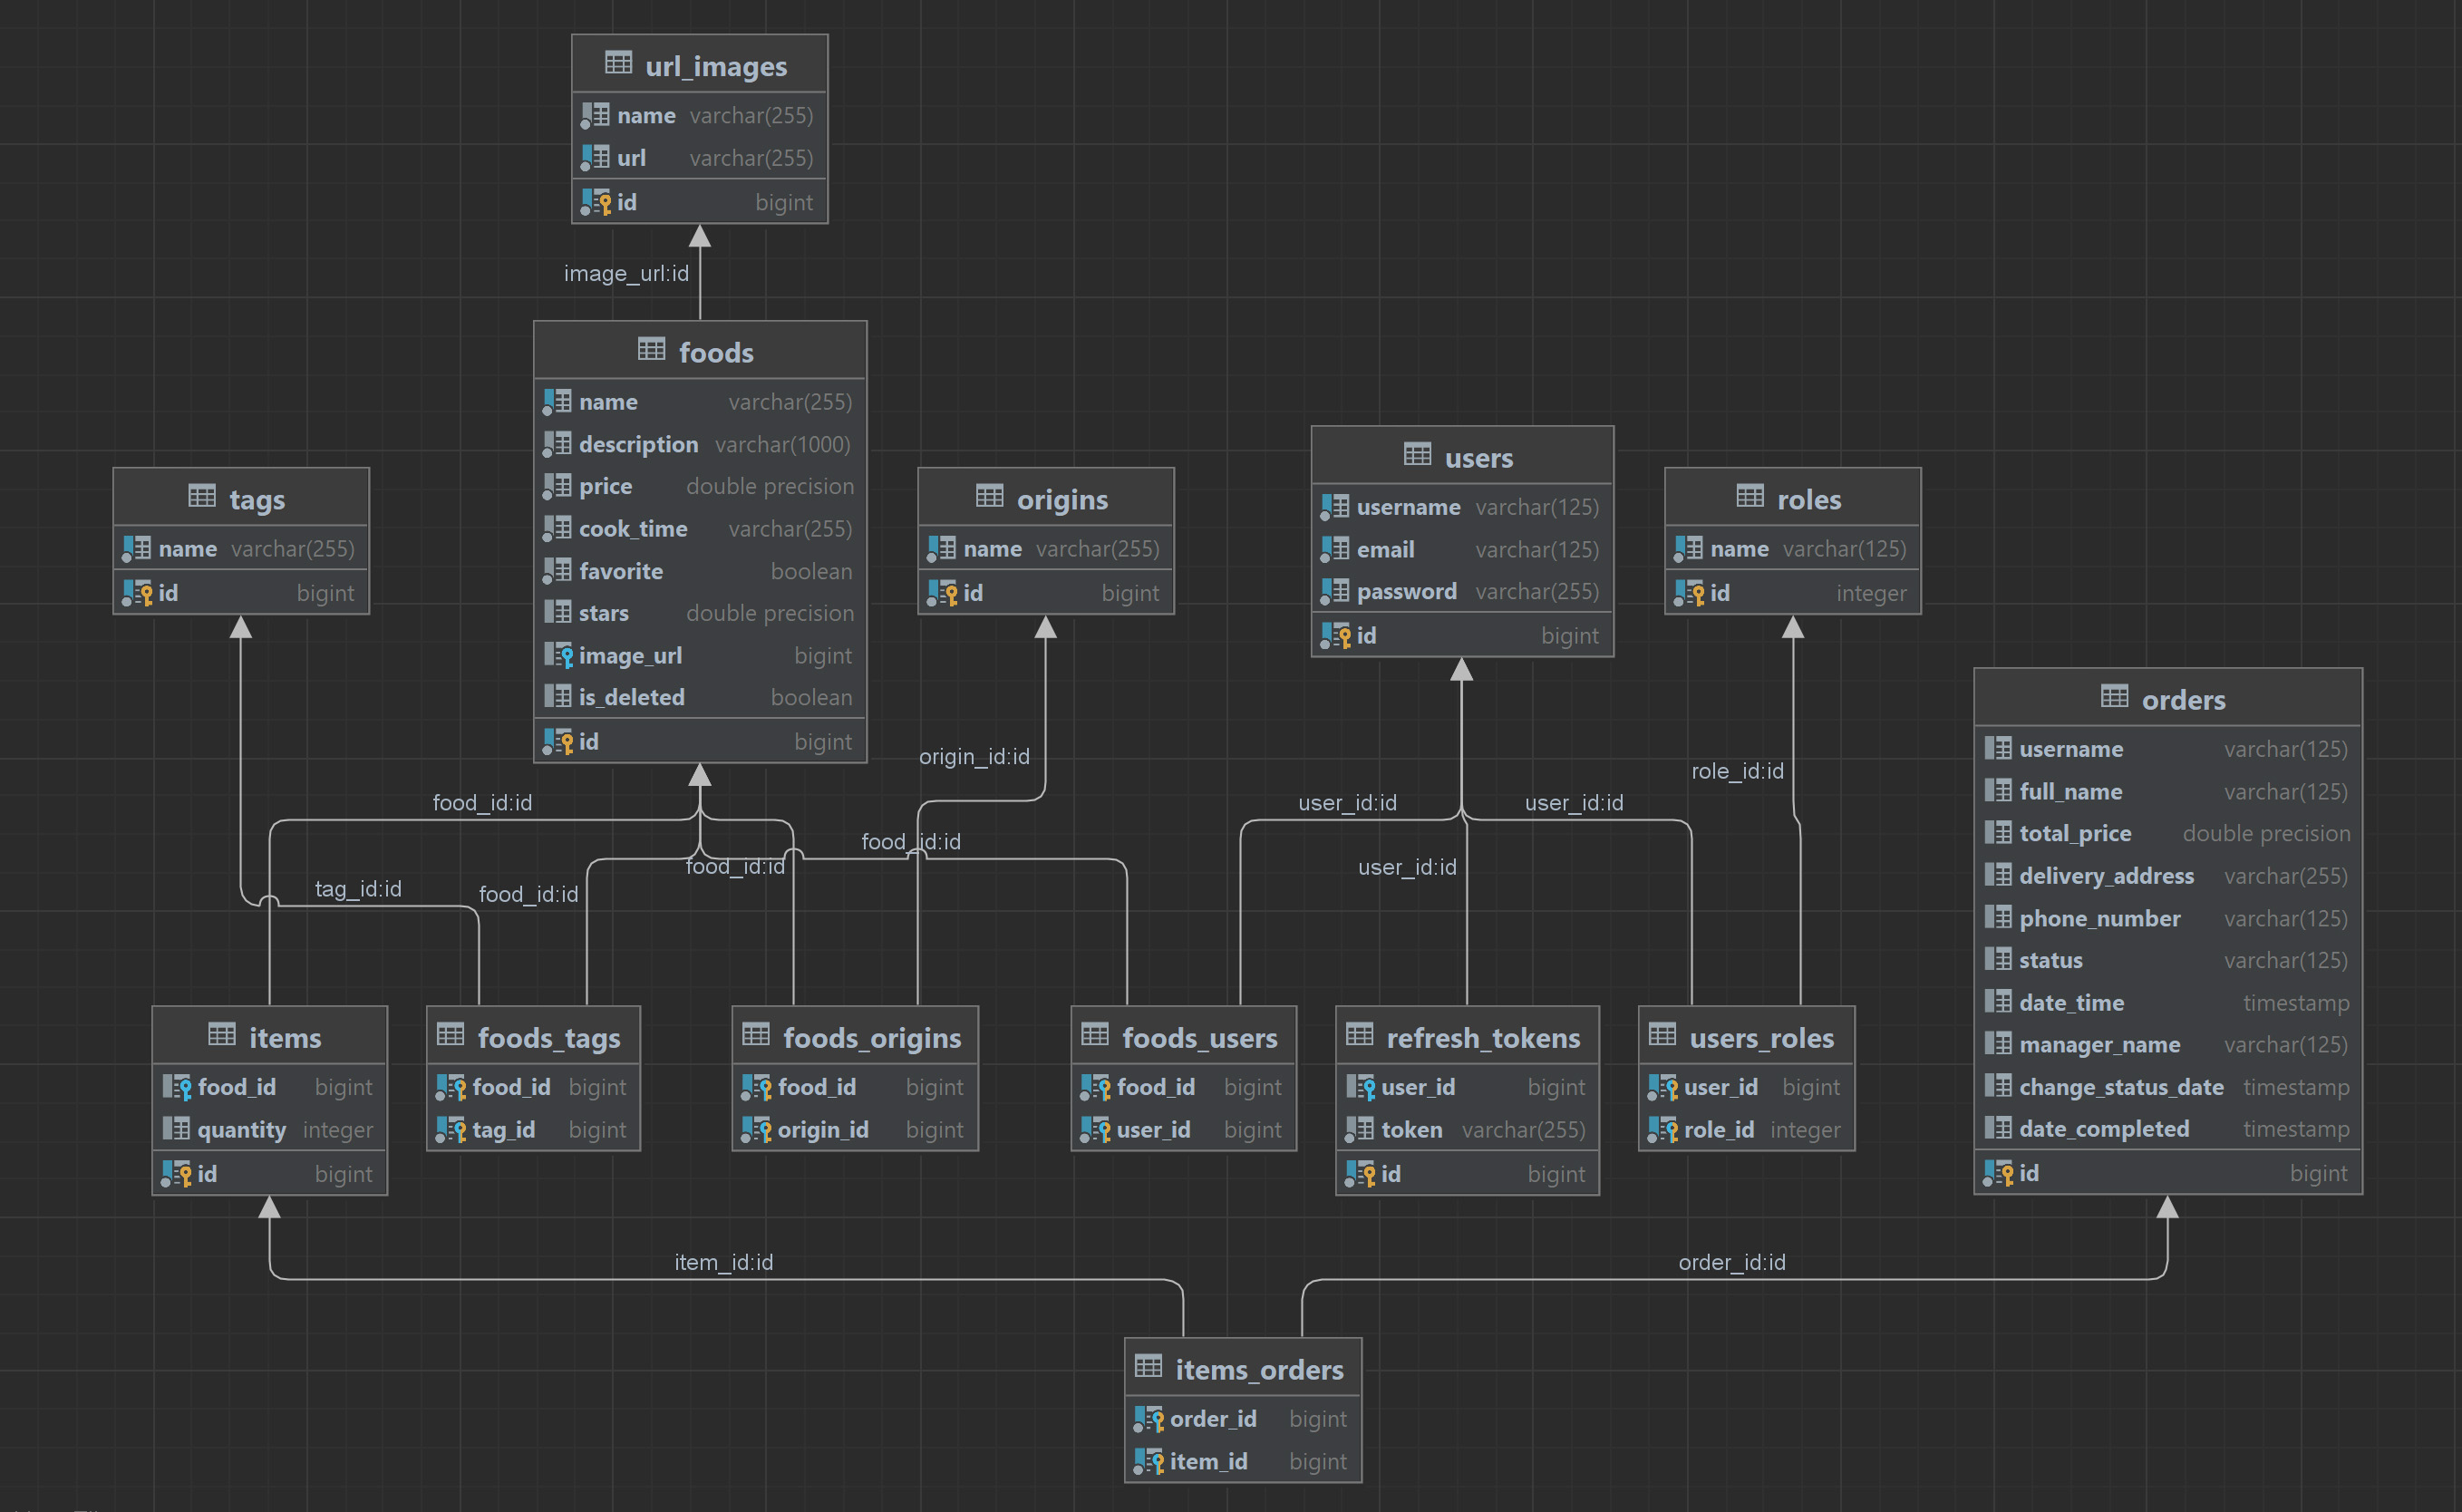 url_images
name varchar(255)
url varchar(255)
id bigint
image_url:id
foods
name varchar(255)
description varchar(1000)
price double precision
cook_time varchar(255)
favorite boolean
stars double precision
image_url bigint
is_deleted boolean
id bigint
tags
name varchar(255)
id bigint
origins
name varchar(255)
id bigint
users
username varchar(125)
email varchar(125)
password varchar(255)
id bigint
roles
name varchar(125)
id integer
orders
username varchar(125)
full_name varchar(125)
total_price double precision
delivery_address varchar(255)
phone_number varchar(125)
status varchar(125)
date_time timestamp
manager_name varchar(125)
change_status_date timestamp
date_completed timestamp
id bigint
origin_id:id
role_id:id
food_id:id
user_id:id
user_id:id
food_id:id
food_id:id
user_id:id
tag_id:id
food_id:id
items
food_id bigint
quantity integer
id bigint
foods_tags
food_id bigint
tag_id bigint
foods_origins
food_id bigint
origin_id bigint
foods_users
food_id bigint
user_id bigint
refresh_tokens
user_id bigint
token varchar(255)
id bigint
users_roles
user_id bigint
role_id integer
item_id:id
order_id:id
items_orders
order_id bigint
item_id bigint